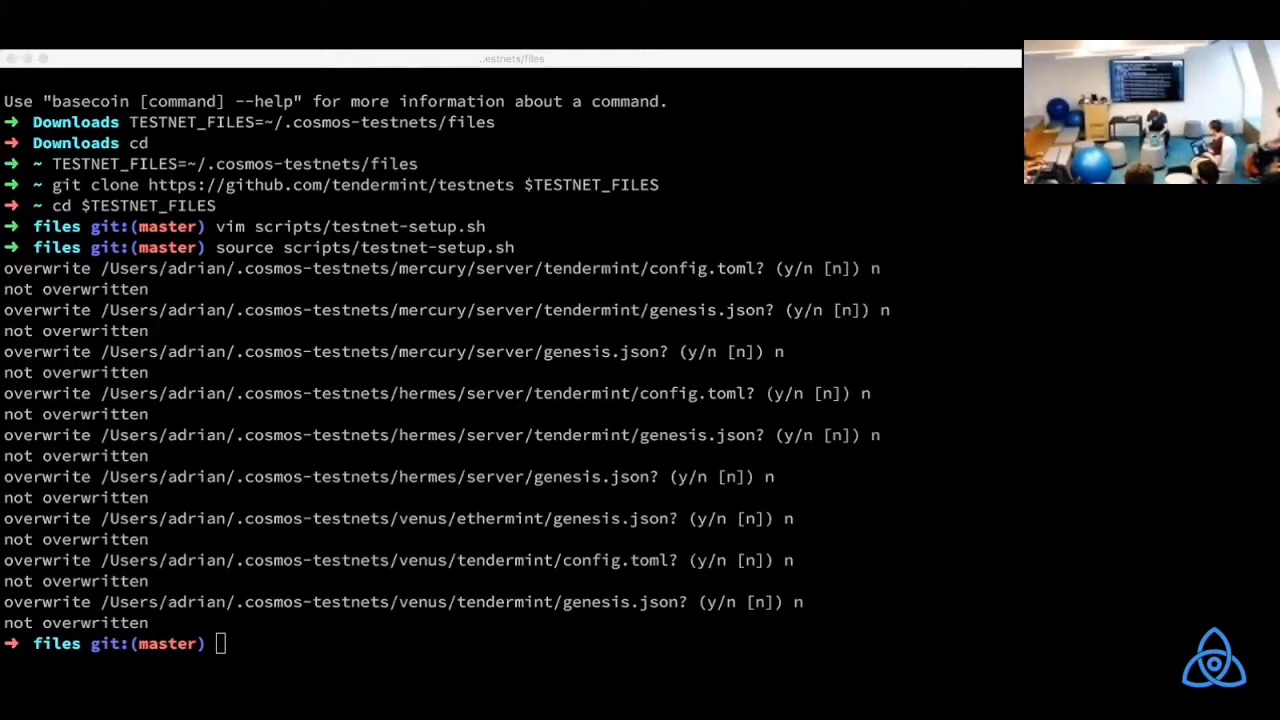 ..estnets/files
Use "basecoin [command] --help" for more information about a command.
➜ Downloads TESTNET_FILES=~/.cosmos-testnets/files
➜ Downloads cd
➜ ~ TESTNET_FILES=~/.cosmos-testnets/files
➜ ~ git clone https://github.com/tendermint/testnets $TESTNET_FILES
➜ ~ cd $TESTNET_FILES
➜ files git:(master) vim scripts/testnet-setup.sh
➜ files git:(master) source scripts/testnet-setup.sh
overwrite /Users/adrian/.cosmos-testnets/mercury/server/tendermint/config.toml? (y/n [n]) n
not overwritten
overwrite /Users/adrian/.cosmos-testnets/mercury/server/tendermint/genesis.json? (y/n [n]) n
not overwritten
overwrite /Users/adrian/.cosmos-testnets/mercury/server/genesis.json? (y/n [n]) n
not overwritten
overwrite /Users/adrian/.cosmos-testnets/hermes/server/tendermint/config.toml? (y/n [n]) n
not overwritten
overwrite /Users/adrian/.cosmos-testnets/hermes/server/tendermint/genesis.json? (y/n [n]) n
not overwritten
overwrite /Users/adrian/.cosmos-testnets/hermes/server/genesis.json? (y/n [n]) n
not overwritten
overwrite /Users/adrian/.cosmos-testnets/venus/ethermint/genesis.json? (y/n [n]) n
not overwritten
overwrite /Users/adrian/.cosmos-testnets/venus/tendermint/config.toml? (y/n [n]) n
not overwritten
overwrite /Users/adrian/.cosmos-testnets/venus/tendermint/genesis.json? (y/n [n]) n
not overwritten
➜ files git:(master)